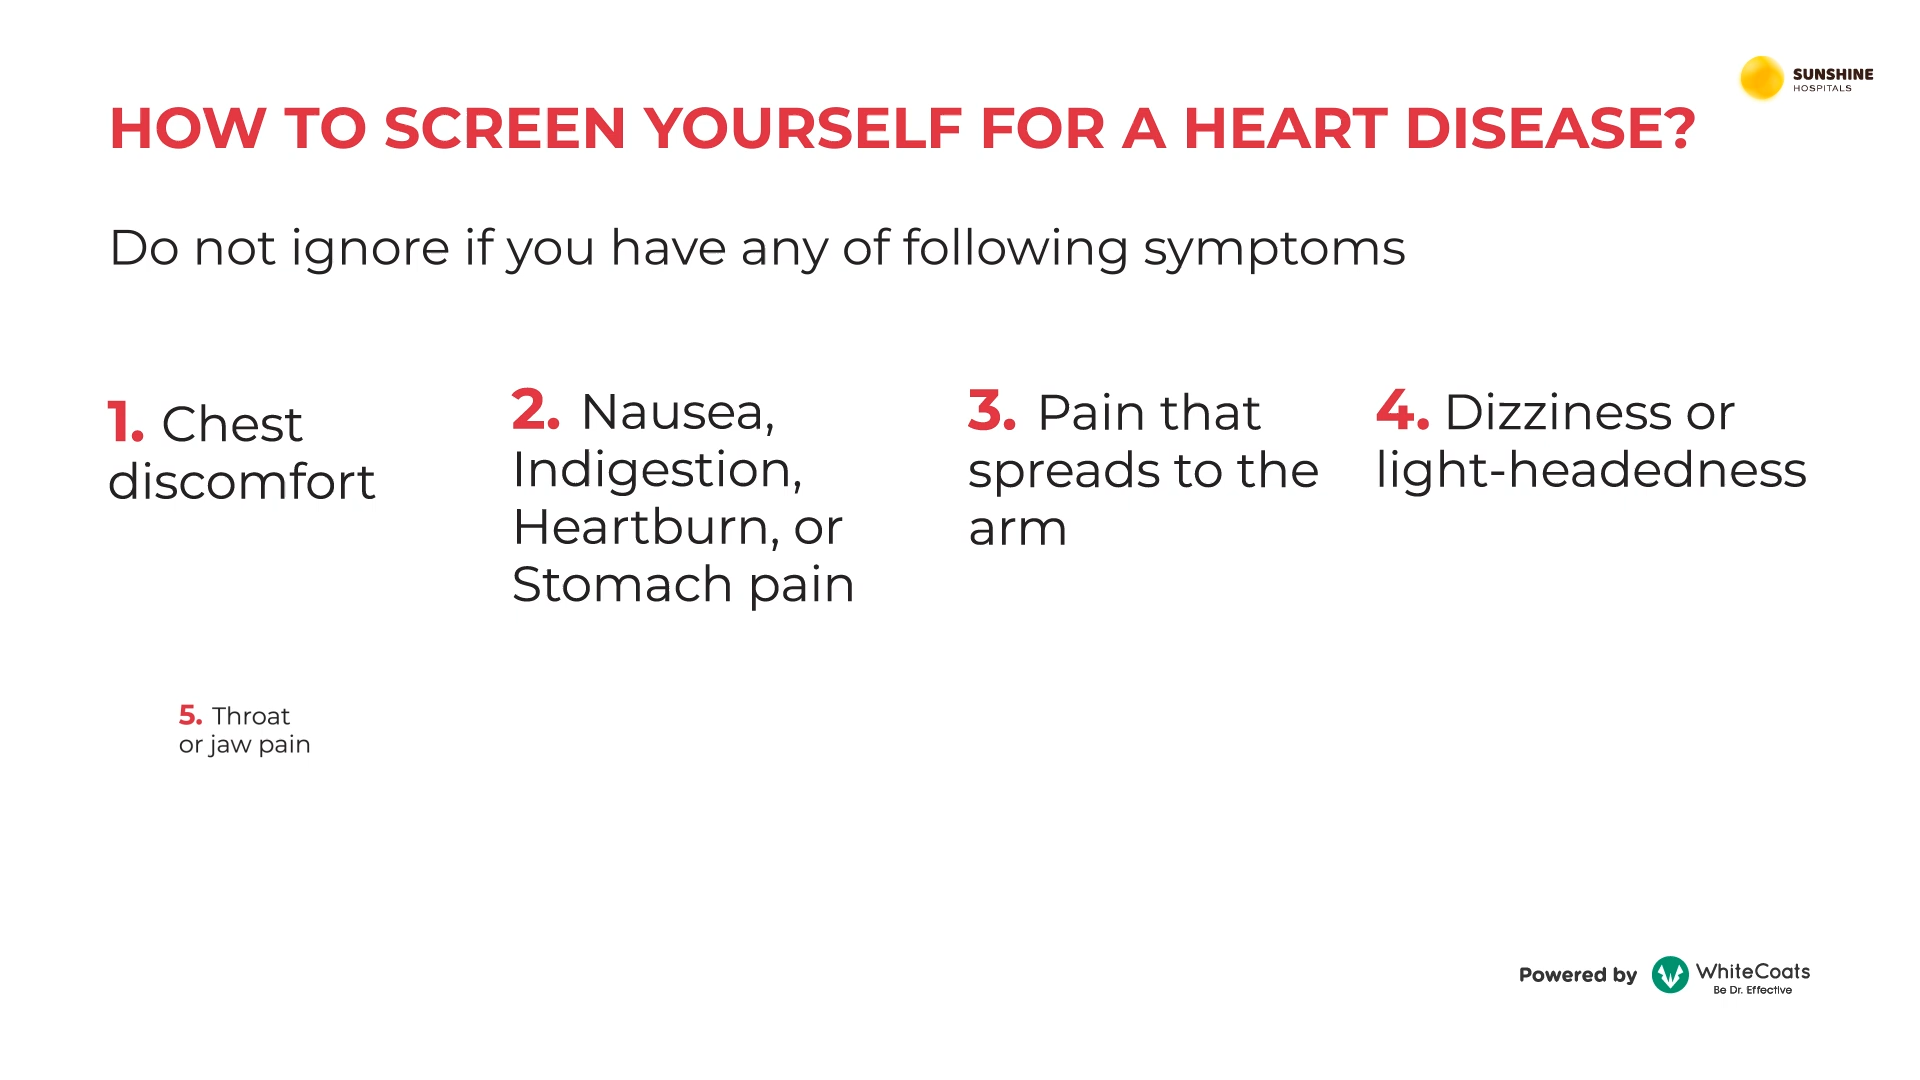 SUNSHINE
HOSPITALS
HOW TO SCREEN YOURSELF FOR A HEART DISEASE?
Do not ignore if you have any of following symptoms
1. Chest
discomfort
2. Nausea,
Indigestion,
Heartburn, or
Stomach pain
3. Pain that
spreads to the
arm
4. Dizziness or
light-headedness
5. Throat
or jaw pain
Powered by
WhiteCoats
Be Dr. Effective